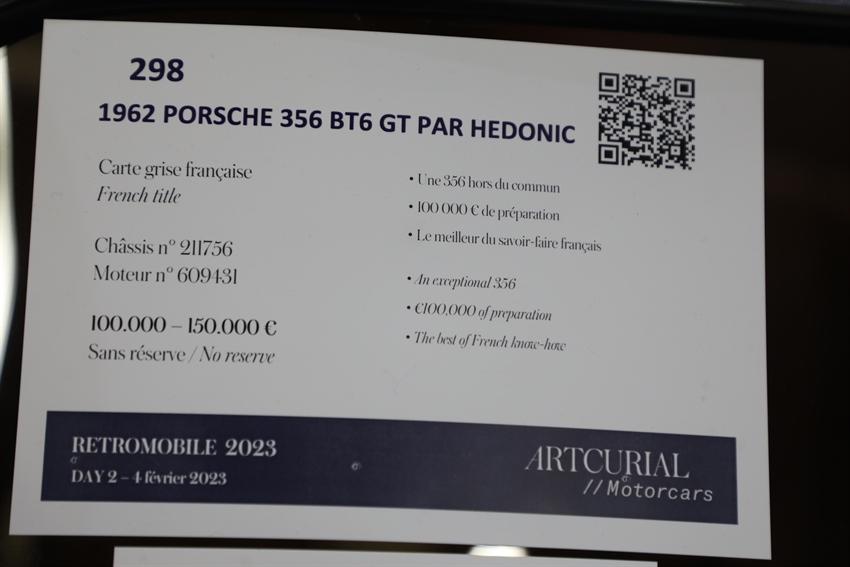 298
1962 PORSCHE 356 BT6 GT PAR HEDONIC
Carte grise française
French title
Châssis n° 211756
Moteur n° 609431
100.000 – 150.000 €
Sans réserve / No reserve
• Une 356 hors du commun
• 100 000 € de préparation
• Le meilleur du savoir-faire français
• An exceptional 356
• €100,000 of preparation
• The best of French know-how
RETROMOBILE 2023
DAY 2 – 4 février 2023
ARTCURIAL
//Motorcars